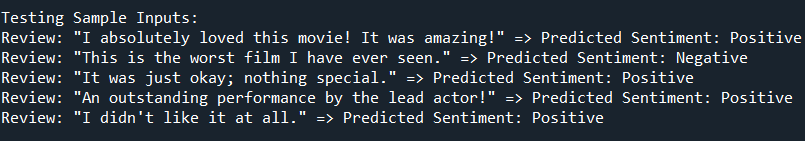 Testing Sample Inputs:
Review: "I absolutely loved this movie! It was amazing!" => Predicted Sentiment: Positive
Review: "This is the worst film I have ever seen." => Predicted Sentiment: Negative
Review: "It was just okay; nothing special." => Predicted Sentiment: Positive
Review: "An outstanding performance by the lead actor!" => Predicted Sentiment: Positive
Review: "I didn't like it at all." => Predicted Sentiment: Positive